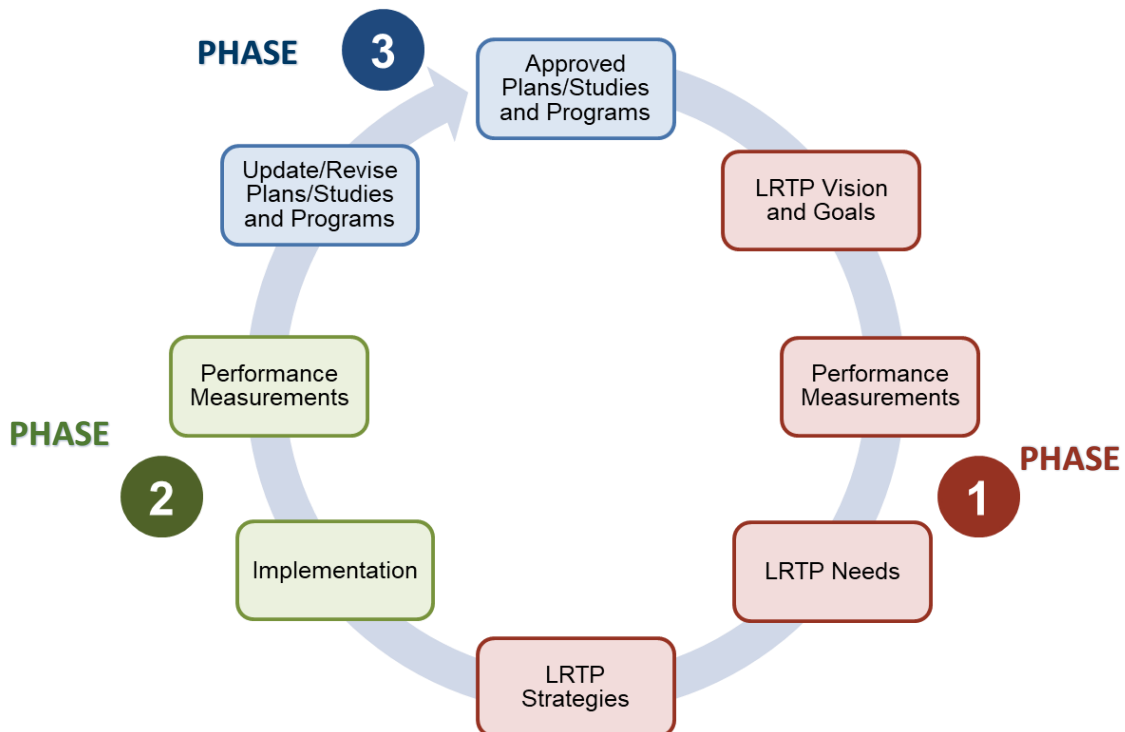 PHASE
3
Approved
Plans/Studies
and Programs
Update/Revise
Plans/Studies
and Programs
LRTP Vision
and Goals
Performance
Measurements
Performance
Measurements
PHASE
2
PHASE
1
Implementation
LRTP Needs
LRTP
Strategies